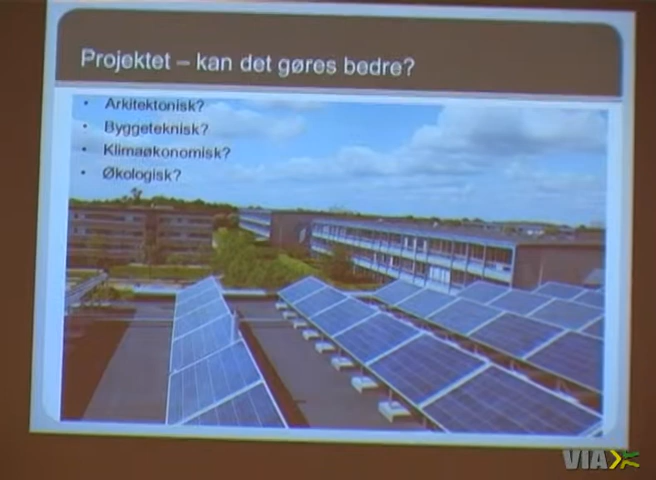 Projektet – kan det gøres bedre?
• Arkitektonisk?
• Byggeteknisk?
• Klimaøkonomisk?
• Økologisk?
VIA